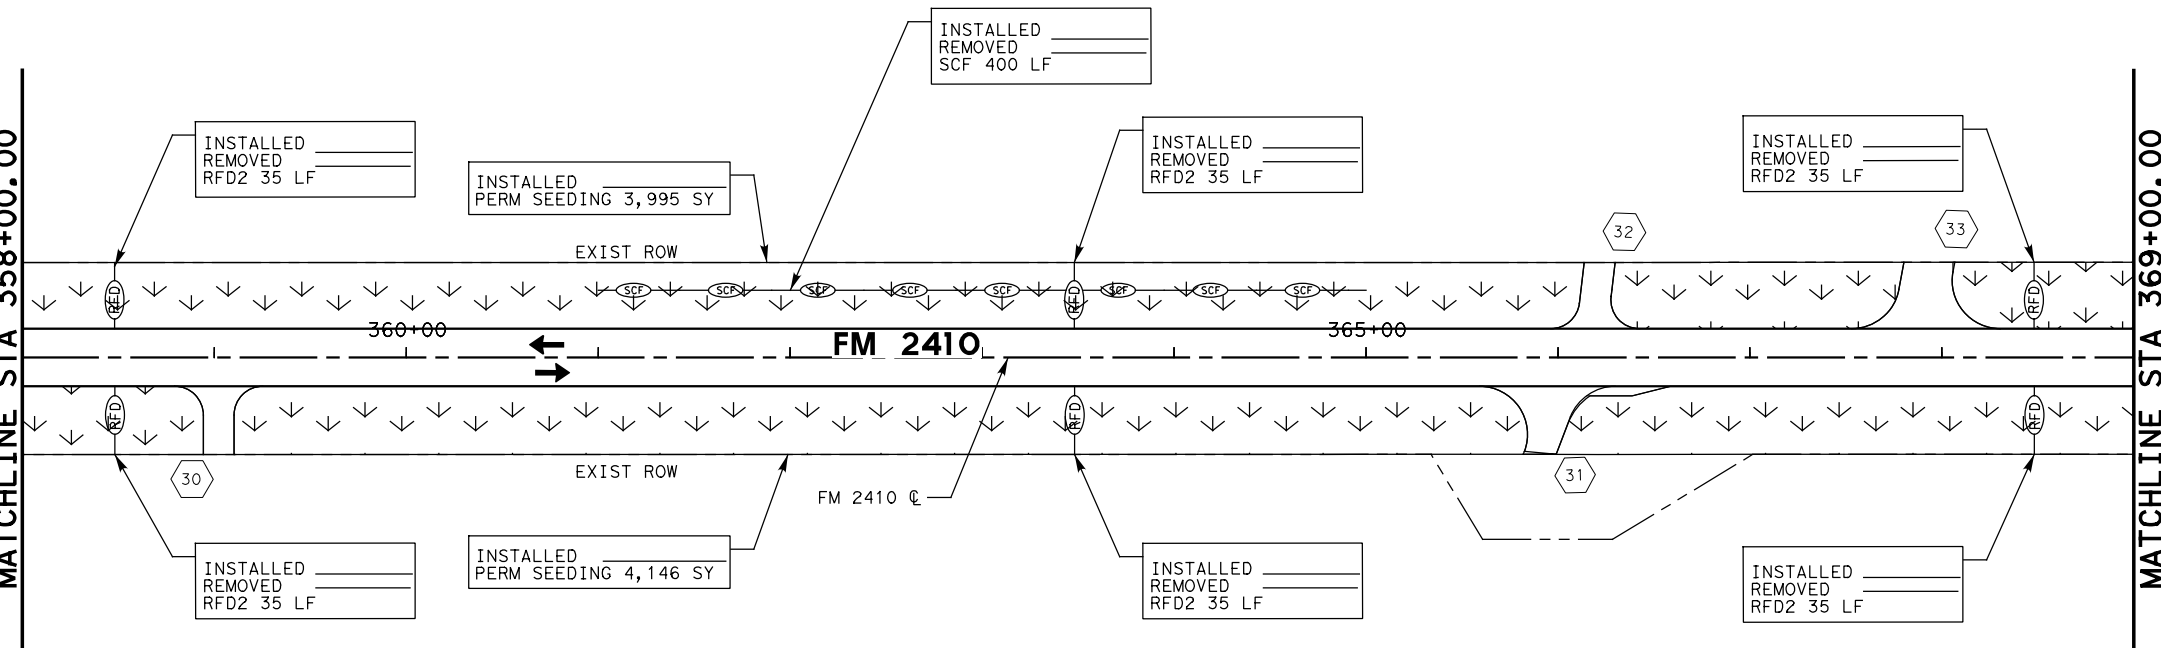 INSTALLED
REMOVED
SCF 400 LF
INSTALLED
REMOVED
RFD2 35 LF
INSTALLED
PERM SEEDING 3,995 SY
INSTALLED
REMOVED
RFD2 35 LF
INSTALLED
REMOVED
RFD2 35 LF
MATCHLINE STA 358+00.00
MATCHLINE STA 369+00.00
32
33
EXIST ROW
RFD
SCF
SCF
SCF
SCF
SCF
RFD
SCF
SCF
SCF
RFD
360+00
FM 2410
365+00
RFD
RFD
RFD
30
EXIST ROW
31
FM 2410 ℄
INSTALLED
REMOVED
RFD2 35 LF
INSTALLED
PERM SEEDING 4,146 SY
INSTALLED
REMOVED
RFD2 35 LF
INSTALLED
REMOVED
RFD2 35 LF